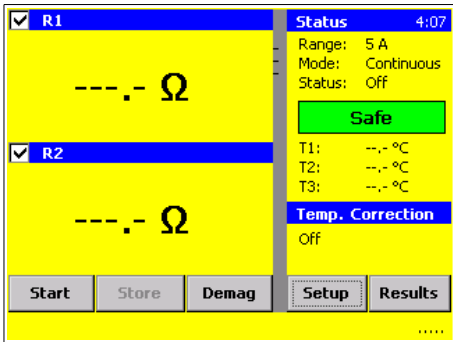 R1
---.- Ω
R2
---.- Ω
Status 4:07
Range: 5 A
Mode: Continuous
Status: Off
Safe
T1: --.- °C
T2: --.- °C
T3: --.- °C
Temp. Correction
Off
Start Store Demag Setup Results
.....